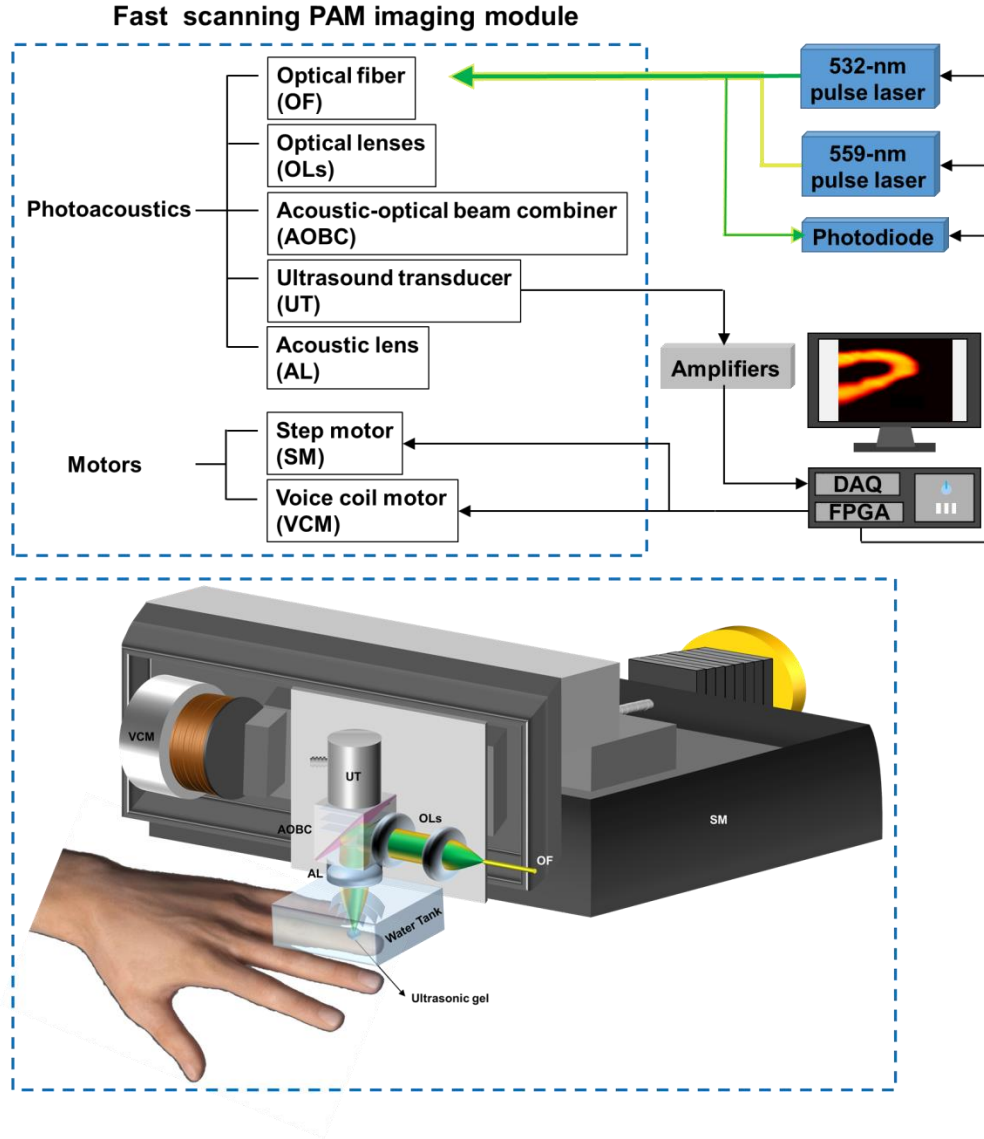 Fast scanning PAM imaging module
Optical fiber
(OF)
532-nm
pulse laser
Optical lenses
(OLs)
559-nm
pulse laser
Photoacoustics
Acoustic-optical beam combiner
(AOBC)
Photodiode
Ultrasound transducer
(UT)
Acoustic lens
(AL)
Amplifiers
Motors
Step motor
(SM)
Voice coil motor
(VCM)
DAQ
FPGA
VCM
UT
AOBC
OLs
SM
OF
AL
Water Tank
Ultrasonic gel